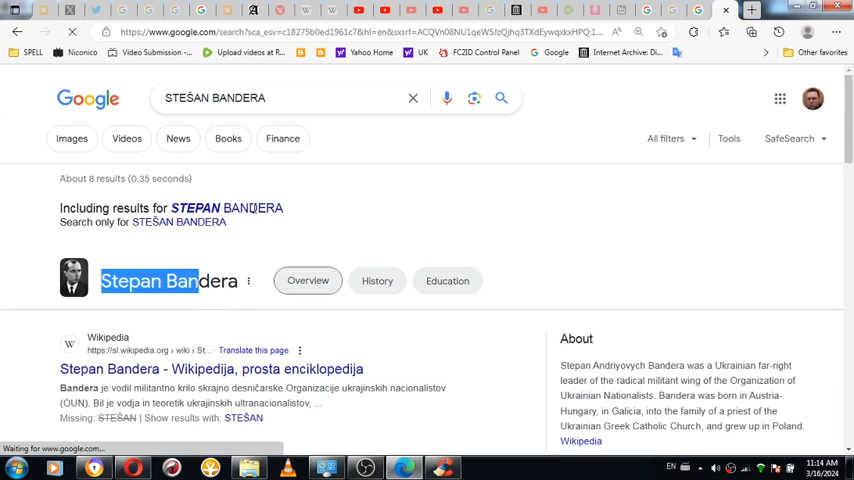 https://www.google.com/search?sca_esv=c18275b0ed1961c7&hl=en&sxsrf=ACQVn08NU1qeW5JzQjhq3TXdEywqxkxHPQ:1...
SPELL Niconico Video Submission -... Upload videos at R... Yahoo Home UK FC2ID Control Panel Google Internet Archive: Di... Other favorites
Google STEŠAN BANDERA
Images Videos News Books Finance All filters Tools SafeSearch
About 8 results (0,35 seconds)
Including results for STEPAN BANDERA
Search only for STEŠAN BANDERA
Stepan Bandera Overview History Education
Wikipedia
https://sl.wikipedia.org › wiki › St... Translate this page
Stepan Bandera - Wikipedija, prosta enciklopedija
Bandera je vodil militantno krilo skrajno desničarske Organizacije ukrajinskih nacionalistov
(OUN). Bil je vodja in teoretik ukrajinskih ultranacionalistov, ...
Missing: STEŠAN | Show results with: STEŠAN
About
Stepan Andriyovych Bandera was a Ukrainian far-right
leader of the radical militant wing of the Organization of
Ukrainian Nationalists. Bandera was born in Austria-
Hungary, in Galicia, into the family of a priest of the
Ukrainian Greek Catholic Church, and grew up in Poland.
Wikipedia
Waiting for www.google.com...
EN
11:14 AM
3/16/2024